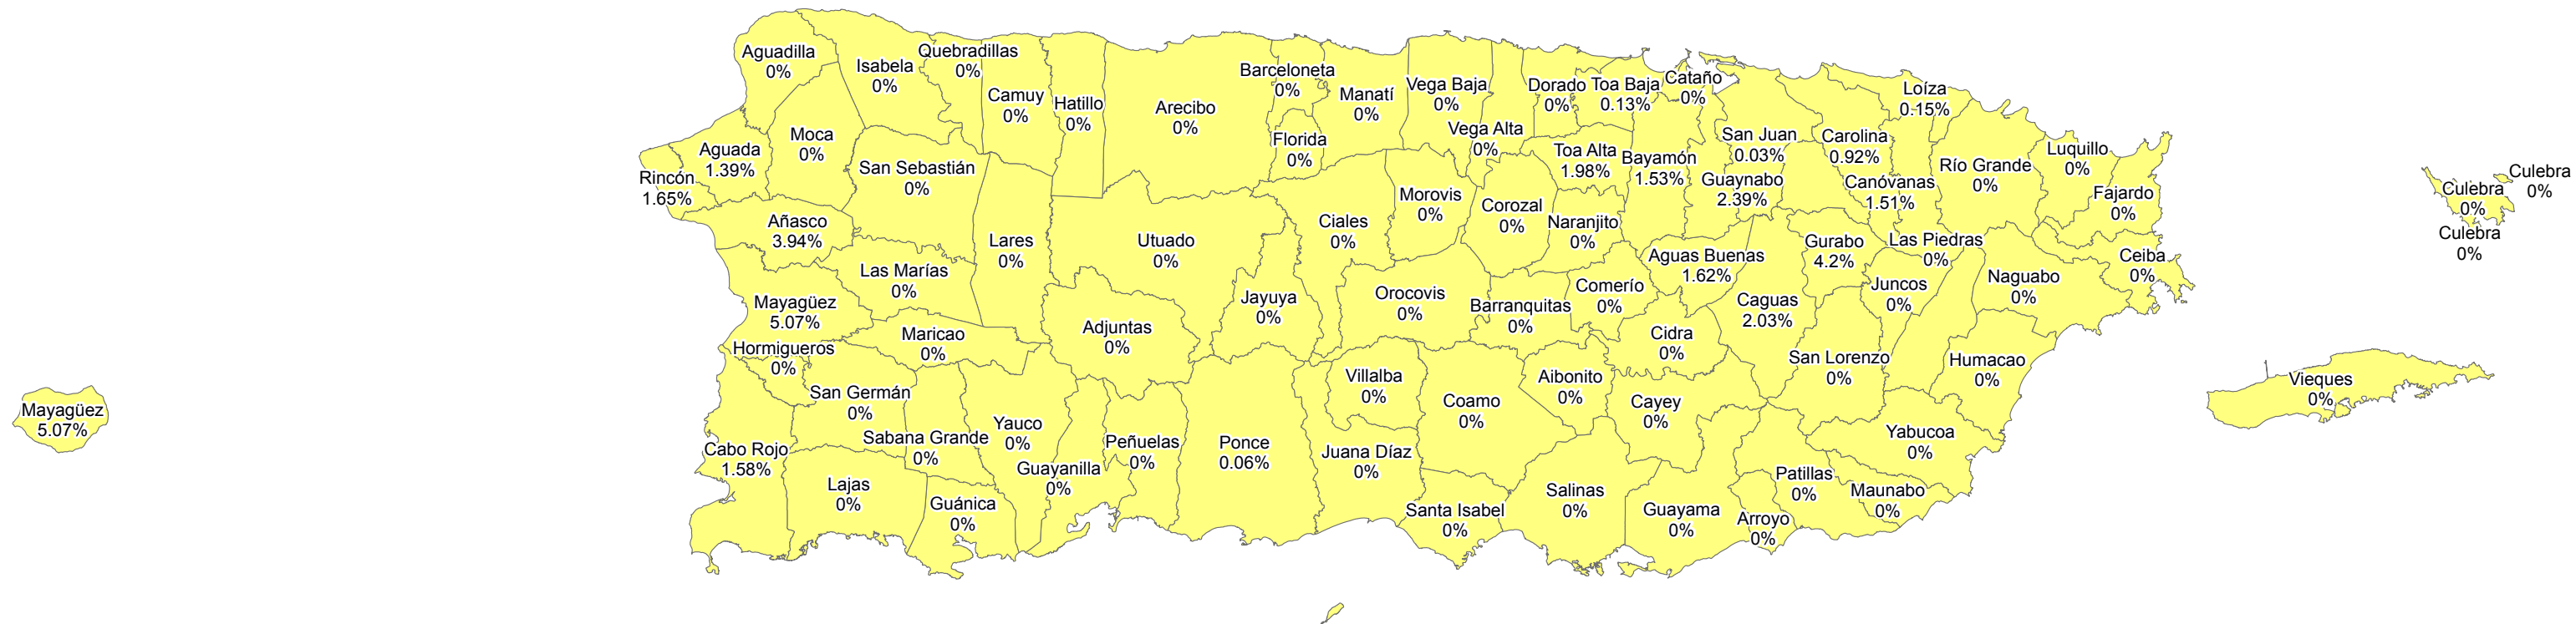 Aguadilla
0%
Isabela
0%
Quebradillas
0%
Camuy
0%
Hatillo
0%
Arecibo
0%
Barceloneta
0%
Florida
0%
Manatí
0%
Vega Baja
0%
Vega Alta
0%
Dorado
0%
Toa Baja
0.13%
Cataño
0%
Toa Alta
1.98%
Bayamón
1.53%
San Juan
0.03%
Guaynabo
2.39%
Carolina
0.92%
Loíza
0.15%
Canóvanas
1.51%
Río Grande
0%
Luquillo
0%
Fajardo
0%
Culebra
0%
Culebra
0%
Culebra
0%
Moca
0%
Aguada
1.39%
Rincón
1.65%
San Sebastián
0%
Añasco
3.94%
Lares
0%
Utuado
0%
Ciales
0%
Morovis
0%
Corozal
0%
Naranjito
0%
Aguas Buenas
1.62%
Gurabo
4.2%
Las Piedras
0%
Ceiba
0%
Las Marías
0%
Mayagüez
5.07%
Jayuya
0%
Orocovis
0%
Barranquitas
0%
Comerío
0%
Caguas
2.03%
Juncos
0%
Naguabo
0%
Adjuntas
0%
Maricao
0%
Hormigueros
0%
Cidra
0%
San Lorenzo
0%
Humacao
0%
Vieques
0%
Mayagüez
5.07%
San Germán
0%
Villalba
0%
Aibonito
0%
Coamo
0%
Cayey
0%
Cabo Rojo
1.58%
Sabana Grande
0%
Yauco
0%
Guayanilla
0%
Peñuelas
0%
Ponce
0.06%
Juana Díaz
0%
Yabucoa
0%
Lajas
0%
Guánica
0%
Santa Isabel
0%
Salinas
0%
Guayama
0%
Arroyo
0%
Patillas
0%
Maunabo
0%